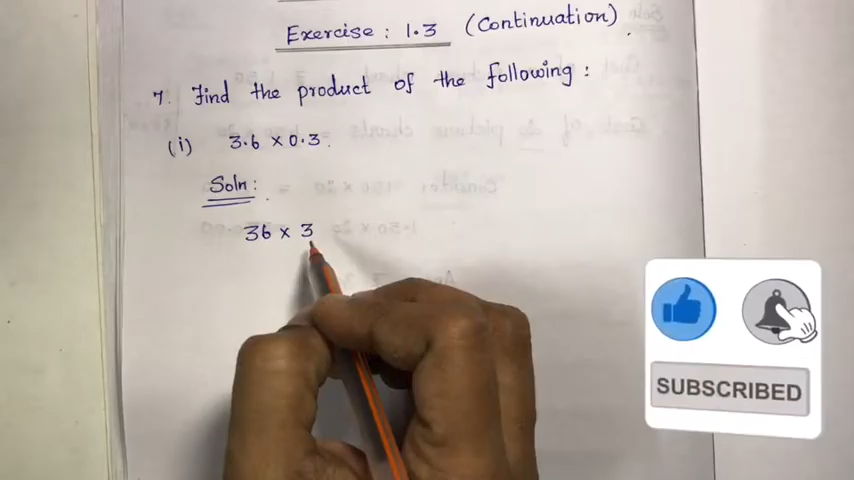 Exercise : 1.3 (Continuation)
7. Find the product of the following :
(i) 3.6 × 0.3.
Soln :
36 × 3
SUBSCRIBED